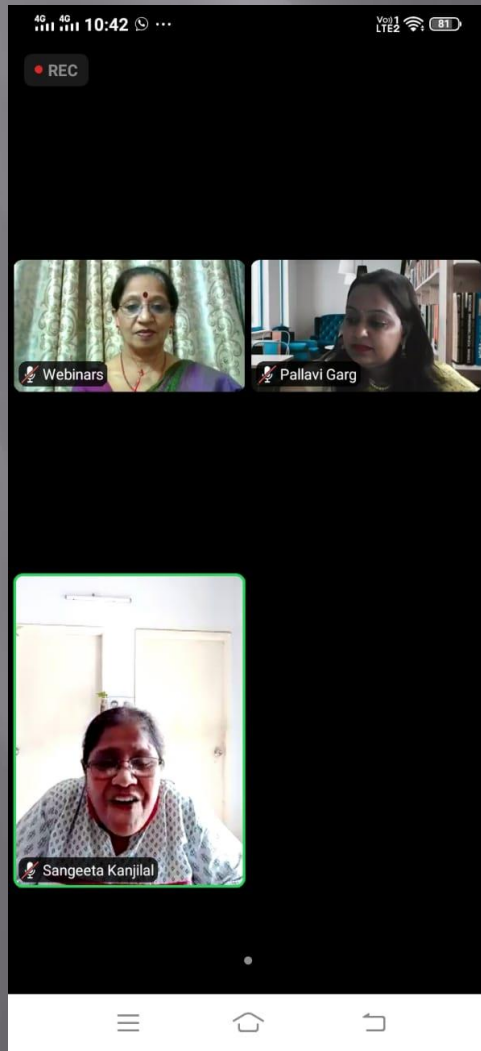 4G 4G 10:42 ... Vo)) 1 LTE2 81
REC
Webinars
Pallavi Garg
Sangeeta Kanjilal